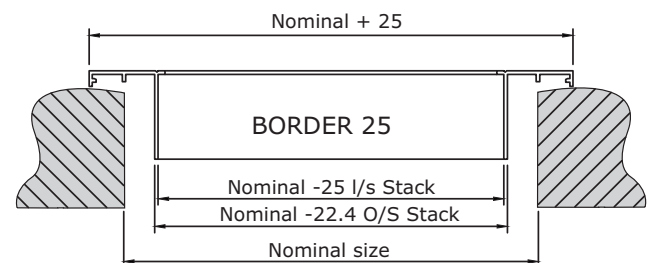 Nominal + 25
BORDER 25
Nominal -25 l/s Stack
Nominal -22.4 O/S Stack
Nominal size